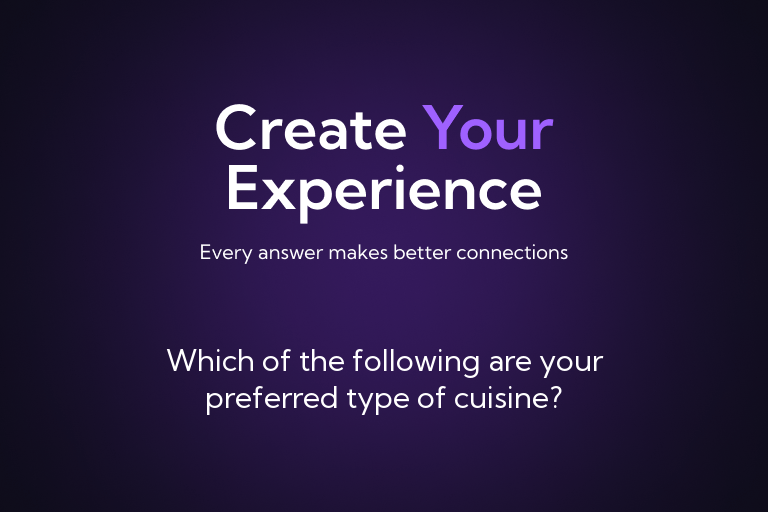 Create Your
Experience
Every answer makes better connections
Which of the following are your
preferred type of cuisine?